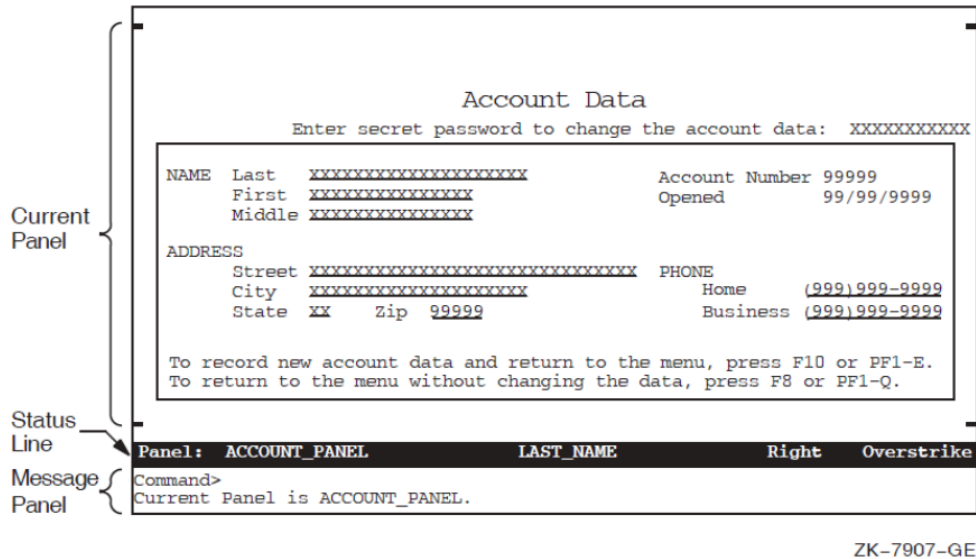 Account Data
Enter secret password to change the account data: XXXXXXXXXXX
NAME Last XXXXXXXXXXXXXXXXXXXX Account Number 99999
First XXXXXXXXXXXXXXX Opened 99/99/9999
Middle XXXXXXXXXXXXXXX
Current
Panel
ADDRESS
Street XXXXXXXXXXXXXXXXXXXXXXXXXXXXXX PHONE
City XXXXXXXXXXXXXXXXXXXX Home (999)999-9999
State XX Zip 99999 Business (999)999-9999
To record new account data and return to the menu, press F10 or PF1-E.
To return to the menu without changing the data, press F8 or PF1-Q.
Status
Line
Panel: ACCOUNT_PANEL LAST_NAME Right Overstrike
Message
Panel
Command>
Current Panel is ACCOUNT_PANEL.
ZK-7907-GE